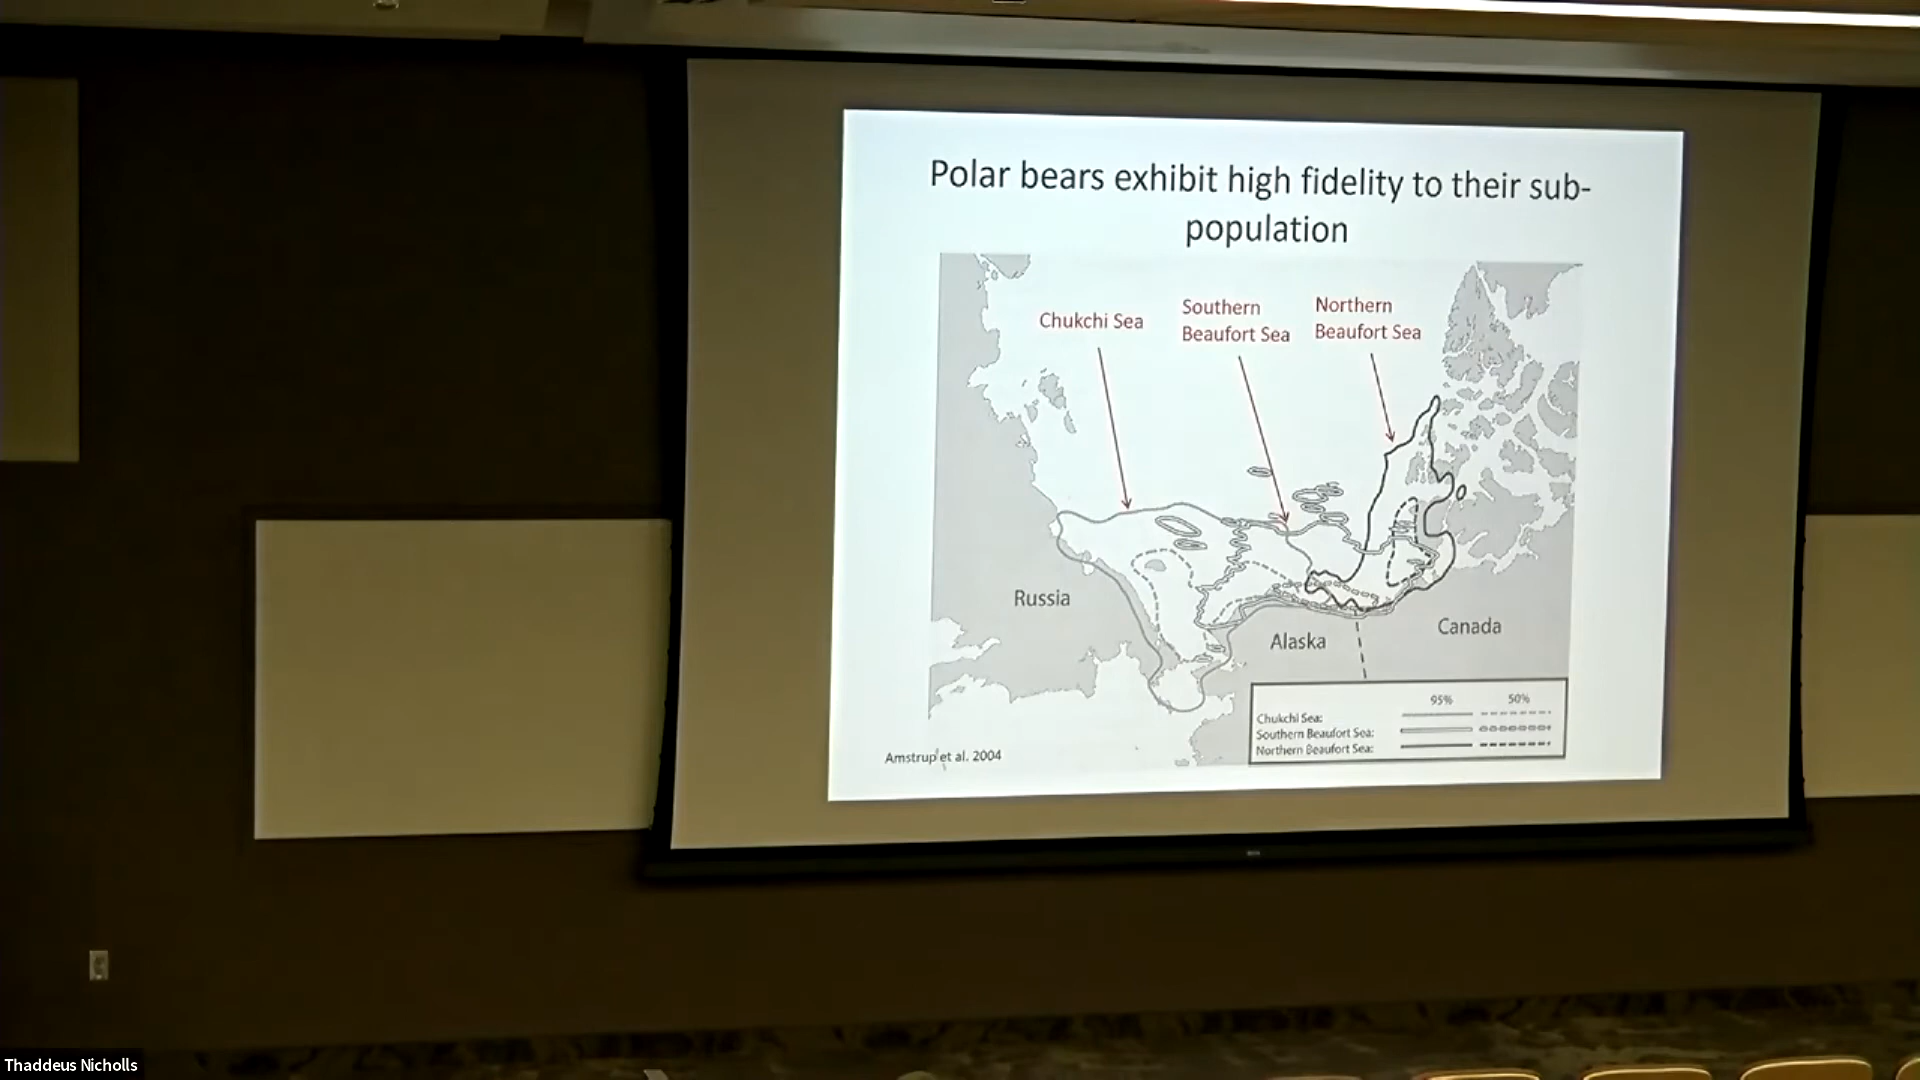 Polar bears exhibit high fidelity to their sub-
population
Chukchi Sea
Southern
Beaufort Sea
Northern
Beaufort Sea
Russia
Alaska
Canada
95% 50%
Chukchi Sea:
Southern Beaufort Sea:
Northern Beaufort Sea:
Amstrup et al. 2004
Thaddeus Nicholls